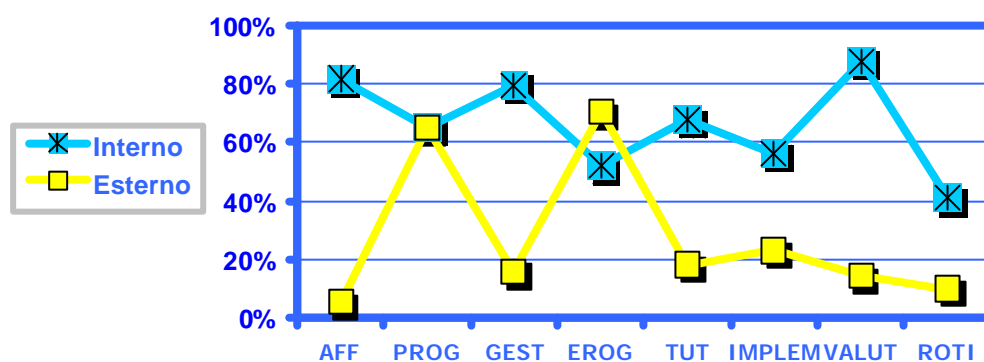 100%
80%
60%
40%
20%
0%
Interno
Esterno
AFF PROG GEST EROG TUT IMPLEM VALUT ROTI